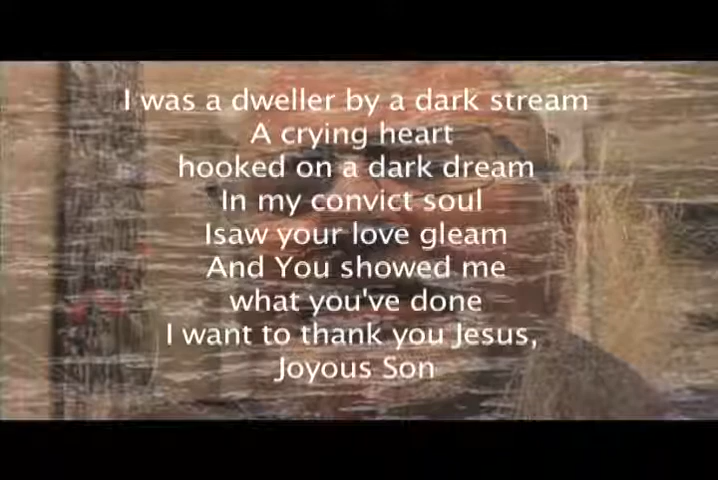 I was a dweller by a dark stream
A crying heart
hooked on a dark dream
In my convict soul
Isaw your love gleam
And You showed me
what you've done
I want to thank you Jesus,
Joyous Son